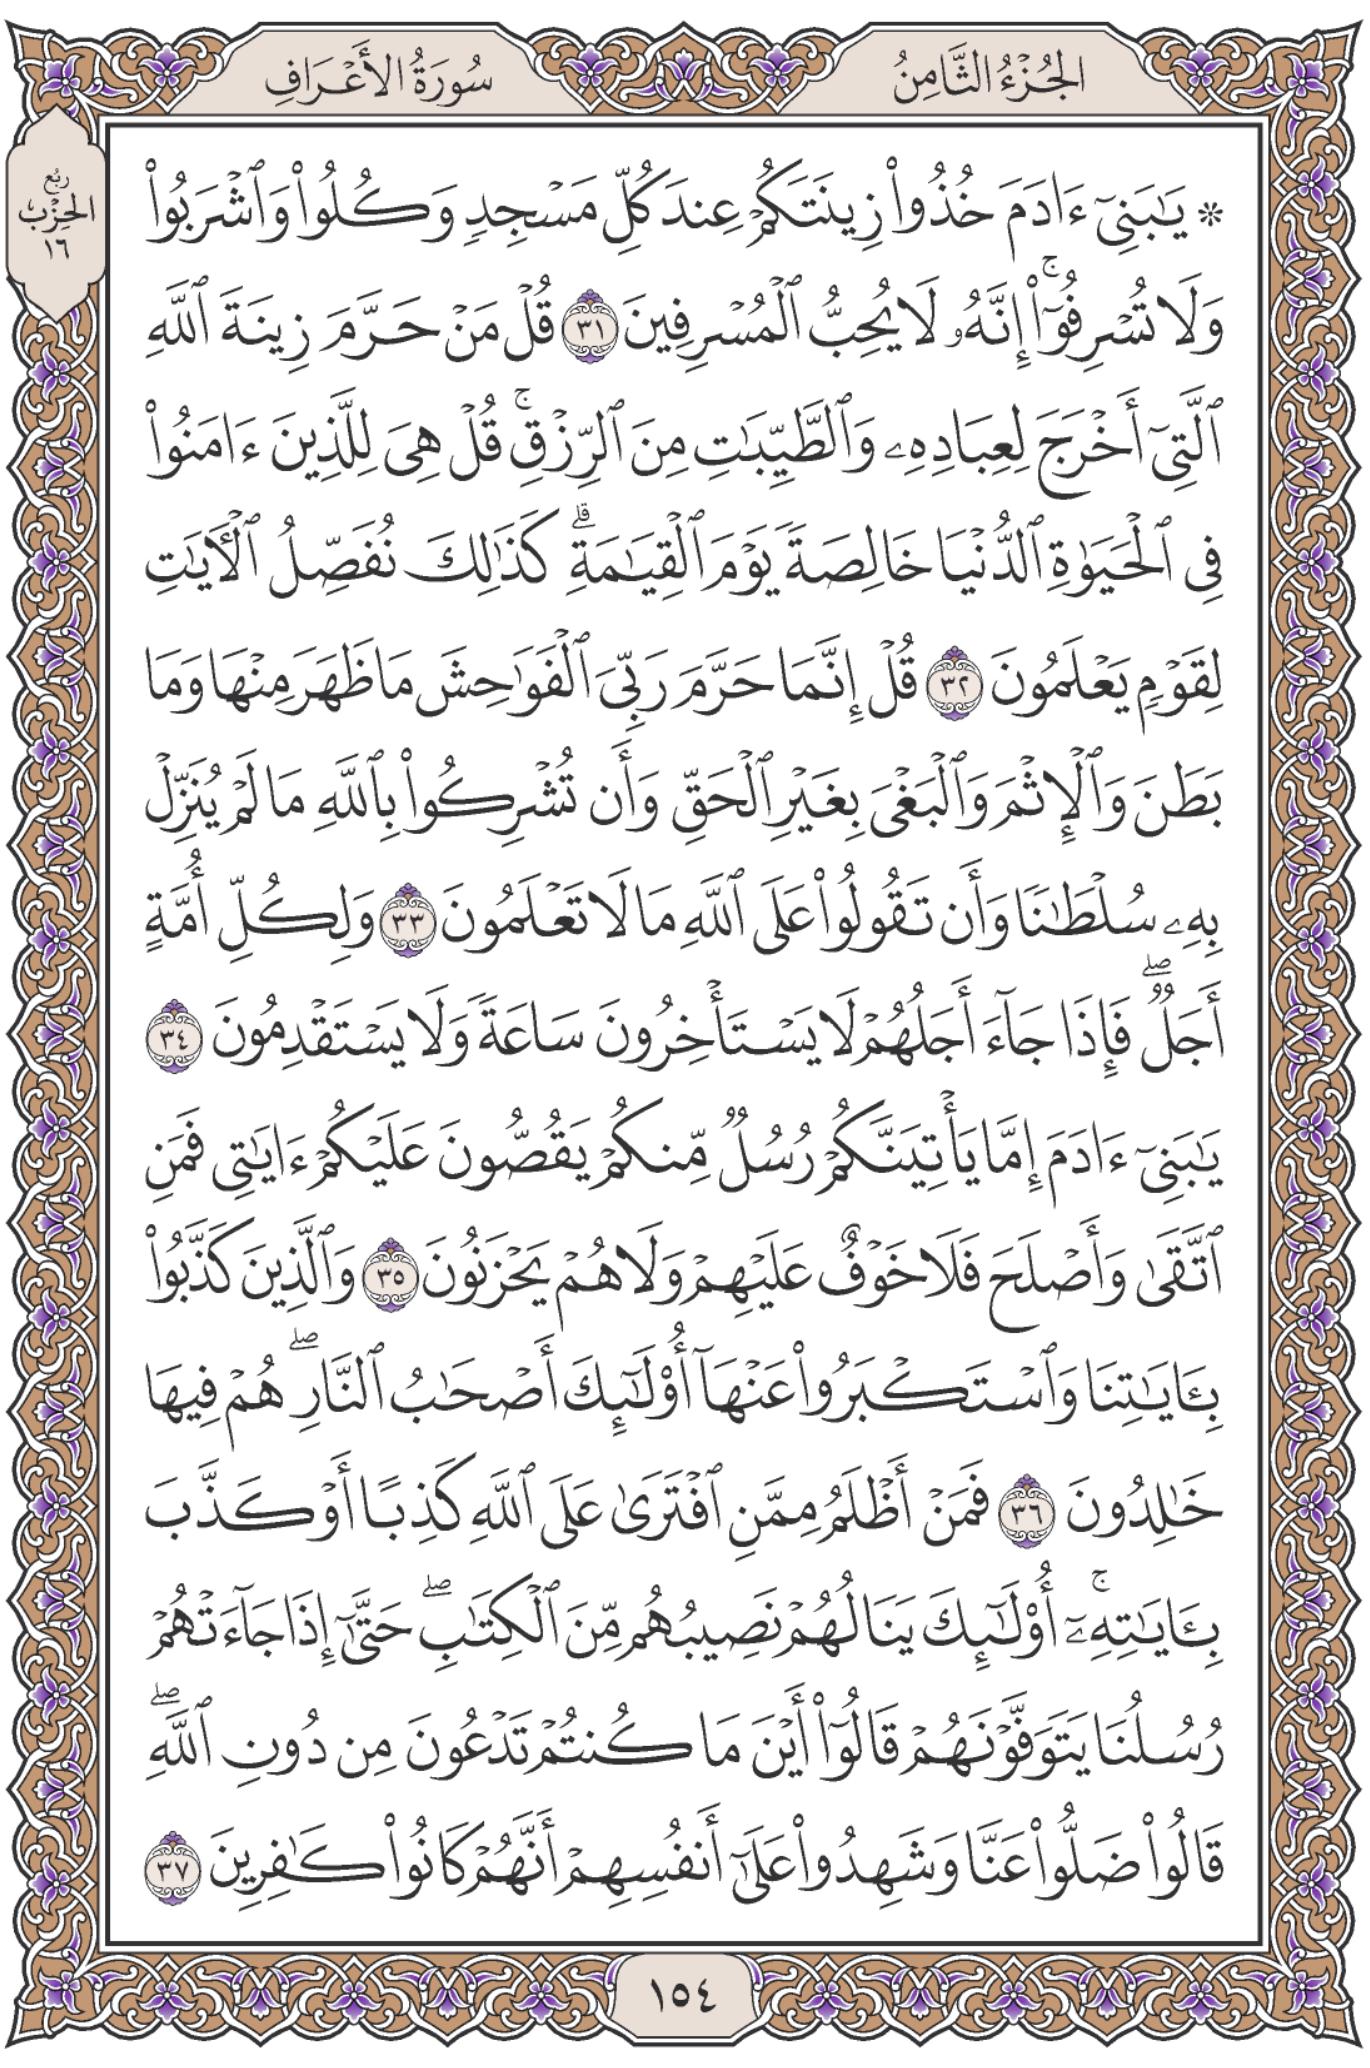 الجُزْءُ الثَّامِنُ
سُورَةُ الأَعْرَافِ
رُبُع
الحِزْب
١٦
۞ يَٰبَنِىٓ ءَادَمَ خُذُوا۟ زِينَتَكُمْ عِندَ كُلِّ مَسْجِدٍ وَكُلُوا۟ وَٱشْرَبُوا۟
وَلَا تُسْرِفُوٓا۟ۚ إِنَّهُۥ لَا يُحِبُّ ٱلْمُسْرِفِينَ ٣١ قُلْ مَنْ حَرَّمَ زِينَةَ ٱللَّهِ
ٱلَّتِىٓ أَخْرَجَ لِعِبَادِهِۦ وَٱلطَّيِّبَٰتِ مِنَ ٱلرِّزْقِۚ قُلْ هِىَ لِلَّذِينَ ءَامَنُوا۟
فِى ٱلْحَيَوٰةِ ٱلدُّنْيَا خَالِصَةً يَوْمَ ٱلْقِيَٰمَةِۗ كَذَٰلِكَ نُفَصِّلُ ٱلْءَايَٰتِ
لِقَوْمٍ يَعْلَمُونَ ٣٢ قُلْ إِنَّمَا حَرَّمَ رَبِّىَ ٱلْفَوَٰحِشَ مَا ظَهَرَ مِنْهَا وَمَا
بَطَنَ وَٱلْإِثْمَ وَٱلْبَغْىَ بِغَيْرِ ٱلْحَقِّ وَأَن تُشْرِكُوا۟ بِٱللَّهِ مَا لَمْ يُنَزِّلْ
بِهِۦ سُلْطَٰنًا وَأَن تَقُولُوا۟ عَلَى ٱللَّهِ مَا لَا تَعْلَمُونَ ٣٣ وَلِكُلِّ أُمَّةٍ
أَجَلٌۖ فَإِذَا جَآءَ أَجَلُهُمْ لَا يَسْتَأْخِرُونَ سَاعَةً وَلَا يَسْتَقْدِمُونَ ٣٤
يَٰبَنِىٓ ءَادَمَ إِمَّا يَأْتِيَنَّكُمْ رُسُلٌ مِّنكُمْ يَقُصُّونَ عَلَيْكُمْ ءَايَٰتِى فَمَنِ
ٱتَّقَىٰ وَأَصْلَحَ فَلَا خَوْفٌ عَلَيْهِمْ وَلَا هُمْ يَحْزَنُونَ ٣٥ وَٱلَّذِينَ كَذَّبُوا۟
بِـَٔايَٰتِنَا وَٱسْتَكْبَرُوا۟ عَنْهَآ أُو۟لَٰٓئِكَ أَصْحَٰبُ ٱلنَّارِۖ هُمْ فِيهَا
خَٰلِدُونَ ٣٦ فَمَنْ أَظْلَمُ مِمَّنِ ٱفْتَرَىٰ عَلَى ٱللَّهِ كَذِبًا أَوْ كَذَّبَ
بِـَٔايَٰتِهِۦٓۚ أُو۟لَٰٓئِكَ يَنَالُهُمْ نَصِيبُهُم مِّنَ ٱلْكِتَٰبِۖ حَتَّىٰٓ إِذَا جَآءَتْهُمْ
رُسُلُنَا يَتَوَفَّوْنَهُمْ قَالُوٓا۟ أَيْنَ مَا كُنتُمْ تَدْعُونَ مِن دُونِ ٱللَّهِۖ
قَالُوا۟ ضَلُّوا۟ عَنَّا وَشَهِدُوا۟ عَلَىٰٓ أَنفُسِهِمْ أَنَّهُمْ كَانُوا۟ كَٰفِرِينَ ٣٧
١٥٤